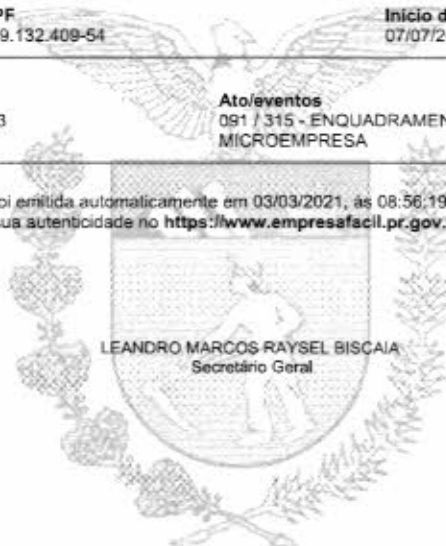 PF
9.132.409-54
Início d
07/07/2
3
Ato/eventos
091 / 315 - ENQUADRAMEN
MICROEMPRESA
oi emitida automaticamente em 03/03/2021, às 08:56:19
sua autenticidade no https://www.empresafacil.pr.gov.
LEANDRO MARCOS RAYSEL BISCAIA
Secretário Geral